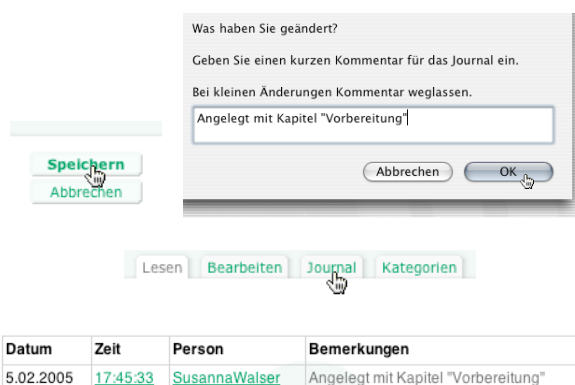 Was haben Sie geändert?
Geben Sie einen kurzen Kommentar für das Journal ein.
Bei kleinen Änderungen Kommentar weglassen.
Angelegt mit Kapitel "Vorbereitung"
Abbrechen OK
Speichern
Abbrechen
Lesen Bearbeiten Journal Kategorien
Datum Zeit Person Bemerkungen
5.02.2005 17:45:33 SusannaWalser Angelegt mit Kapitel "Vorbereitung"